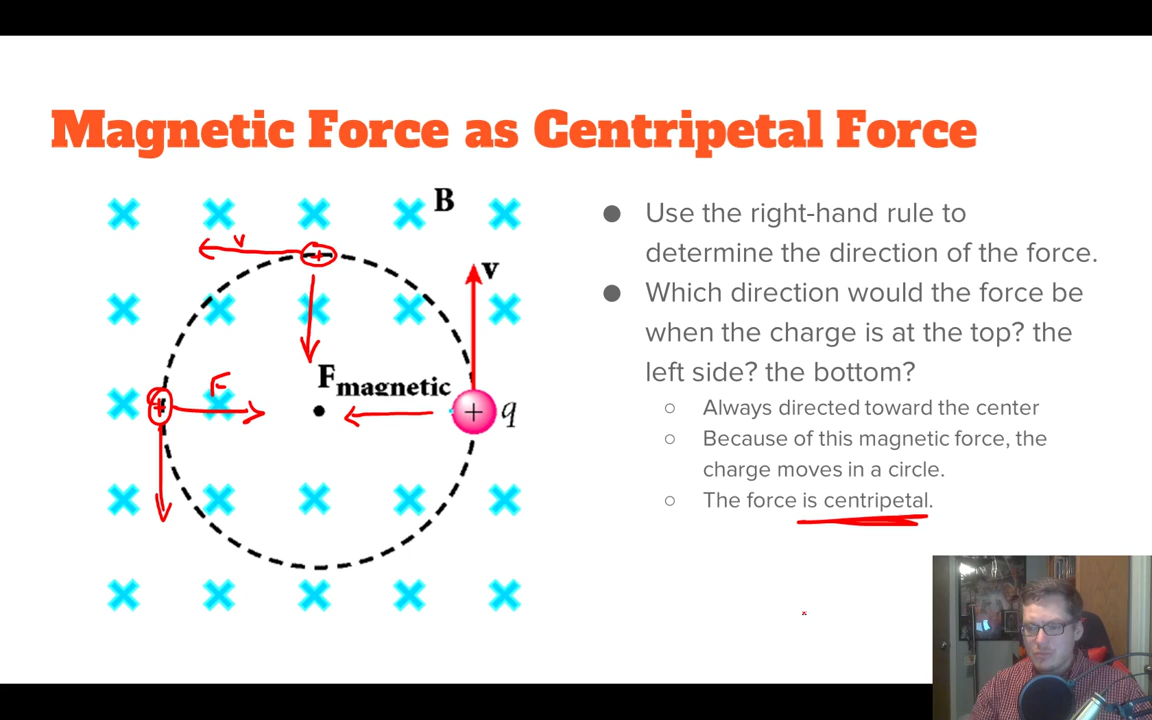 Magnetic Force as Centripetal Force
B
v
v
+
F
Fmagnetic
+
+ q
● Use the right-hand rule to
determine the direction of the force.
● Which direction would the force be
when the charge is at the top? the
left side? the bottom?
○ Always directed toward the center
○ Because of this magnetic force, the
charge moves in a circle.
○ The force is centripetal.